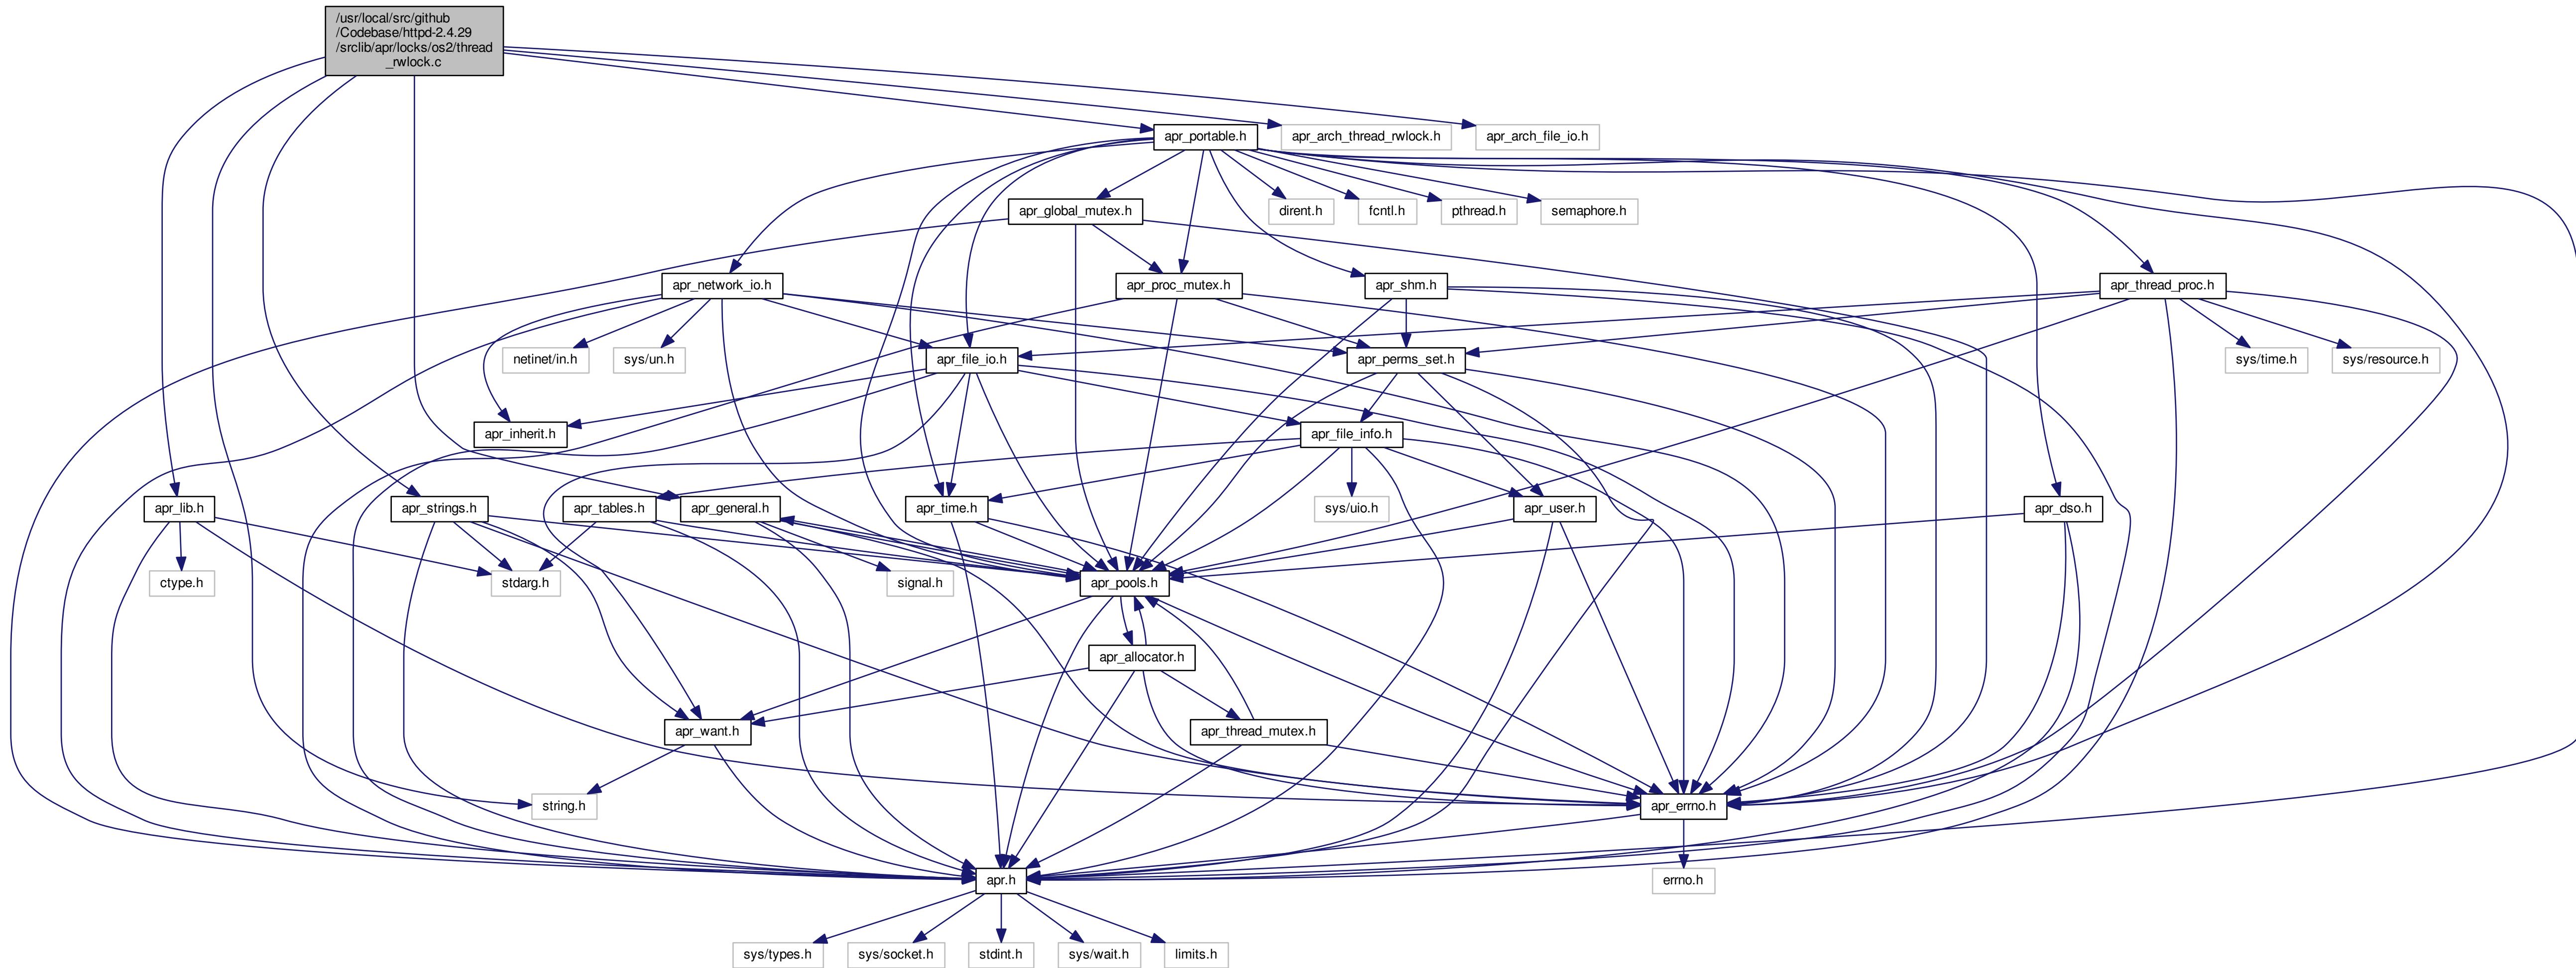 /usr/local/src/github
/Codebase/httpd-2.4.29
/srclib/apr/locks/os2/thread
_rwlock.c
apr_portable.h
apr_arch_thread_rwlock.h
apr_arch_file_io.h
apr_global_mutex.h
dirent.h
fcntl.h
pthread.h
semaphore.h
apr_network_io.h
apr_proc_mutex.h
apr_shm.h
apr_thread_proc.h
netinet/in.h
sys/un.h
apr_file_io.h
apr_perms_set.h
sys/time.h
sys/resource.h
apr_inherit.h
apr_file_info.h
apr_lib.h
apr_strings.h
apr_tables.h
apr_general.h
apr_time.h
sys/uio.h
apr_user.h
apr_dso.h
ctype.h
stdarg.h
signal.h
apr_pools.h
apr_allocator.h
apr_want.h
apr_thread_mutex.h
string.h
apr_errno.h
apr.h
errno.h
sys/types.h
sys/socket.h
stdint.h
sys/wait.h
limits.h